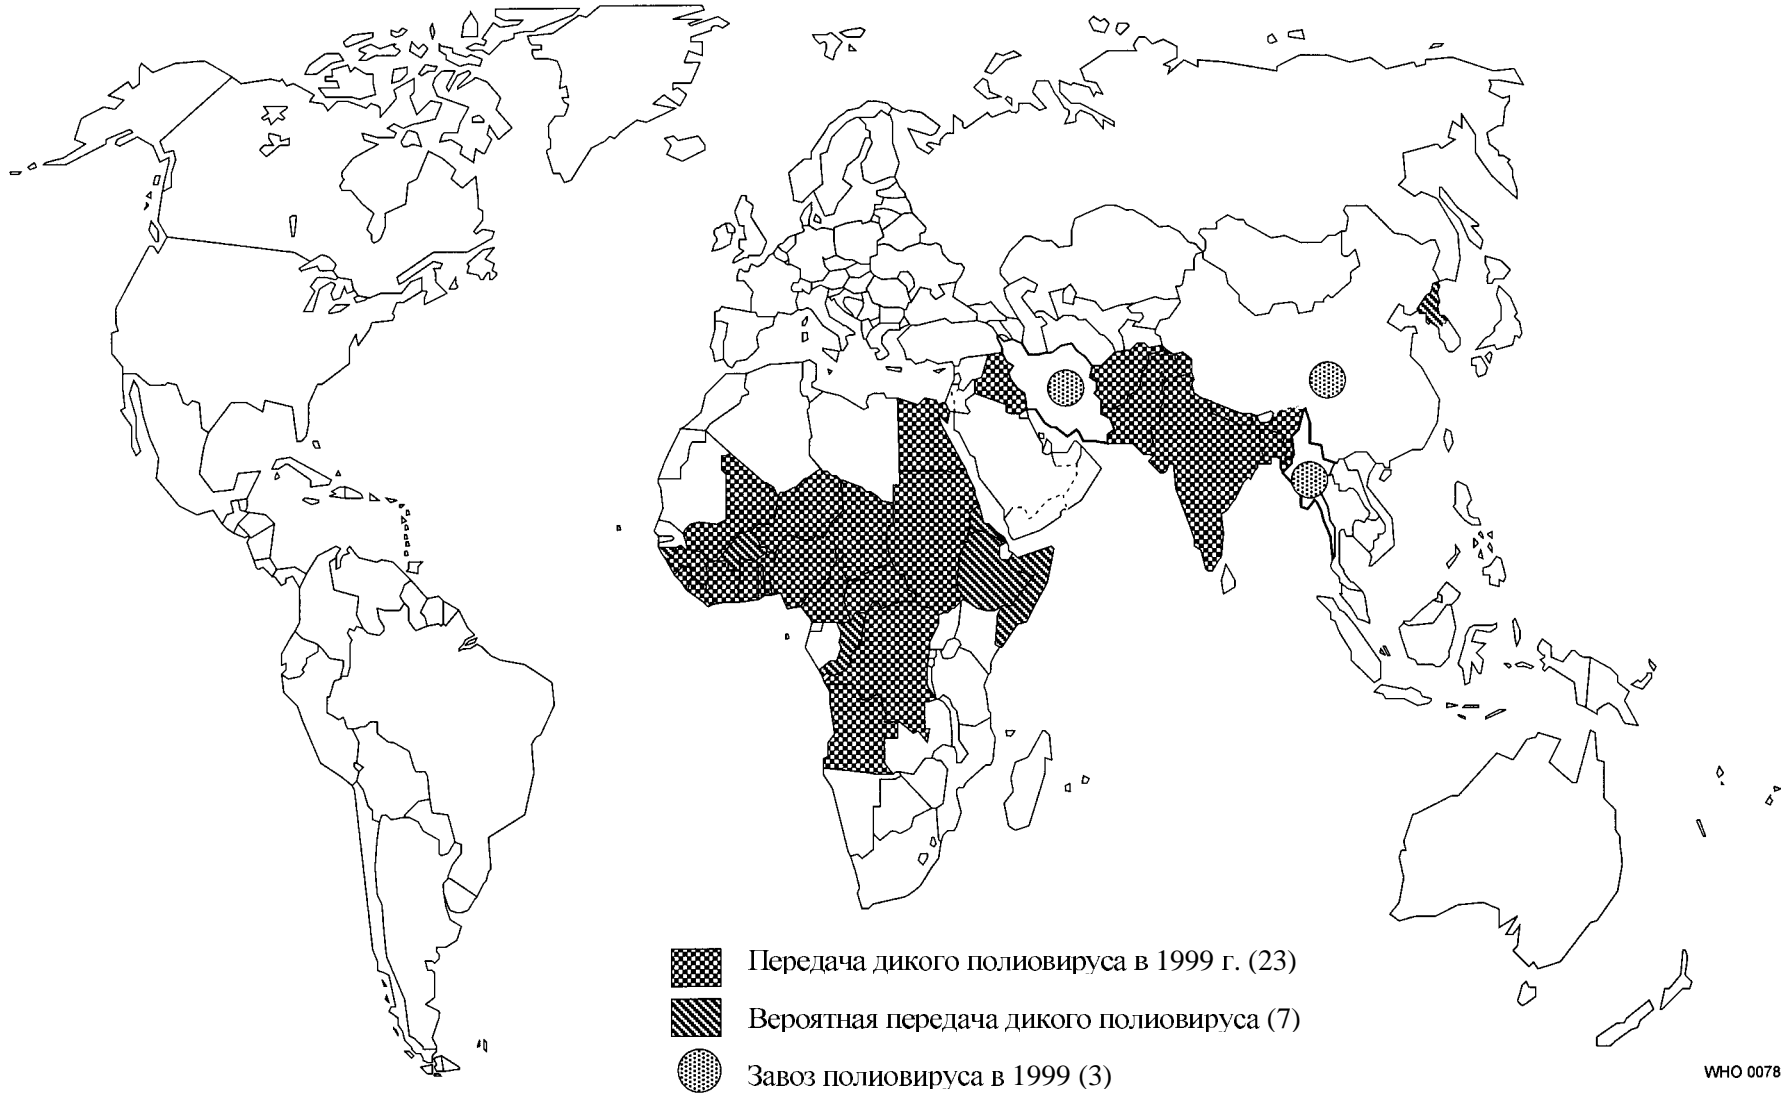 Передача дикого полиовируса в 1999 г. (23)
Вероятная передача дикого полиовируса (7)
Завоз полиовируса в 1999 (3)
WHO 0078